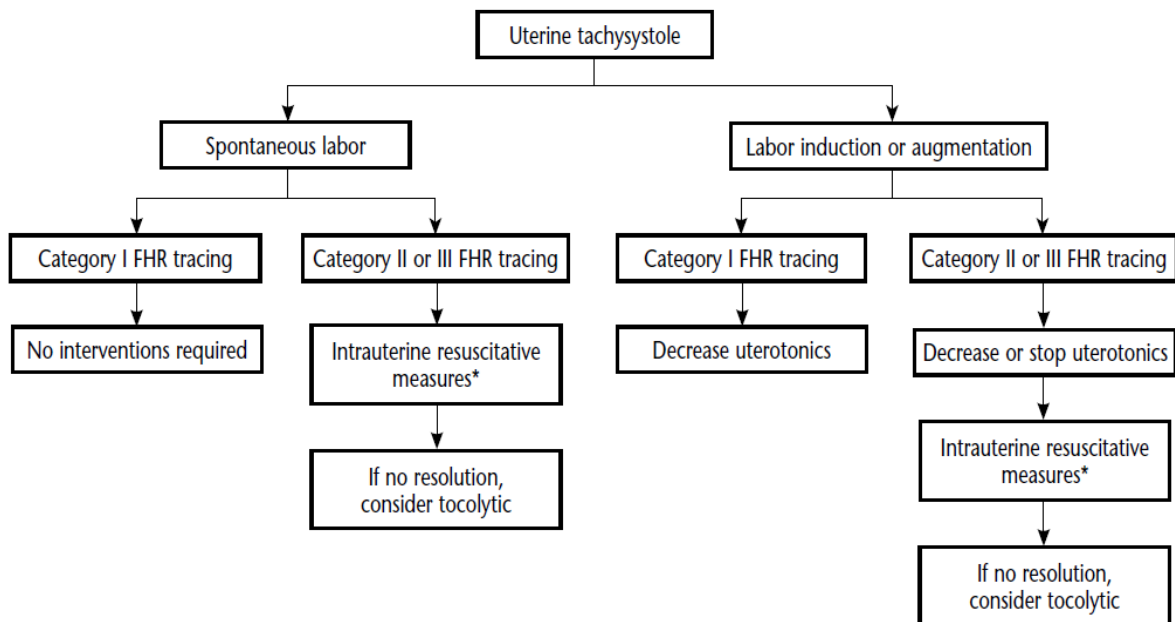 Uterine tachysystole
Spontaneous labor
Labor induction or augmentation
Category I FHR tracing
Category II or III FHR tracing
Category I FHR tracing
Category II or III FHR tracing
No interventions required
Intrauterine resuscitative
measures*
Decrease uterotonics
Decrease or stop uterotonics
If no resolution,
consider tocolytic
Intrauterine resuscitative
measures*
If no resolution,
consider tocolytic